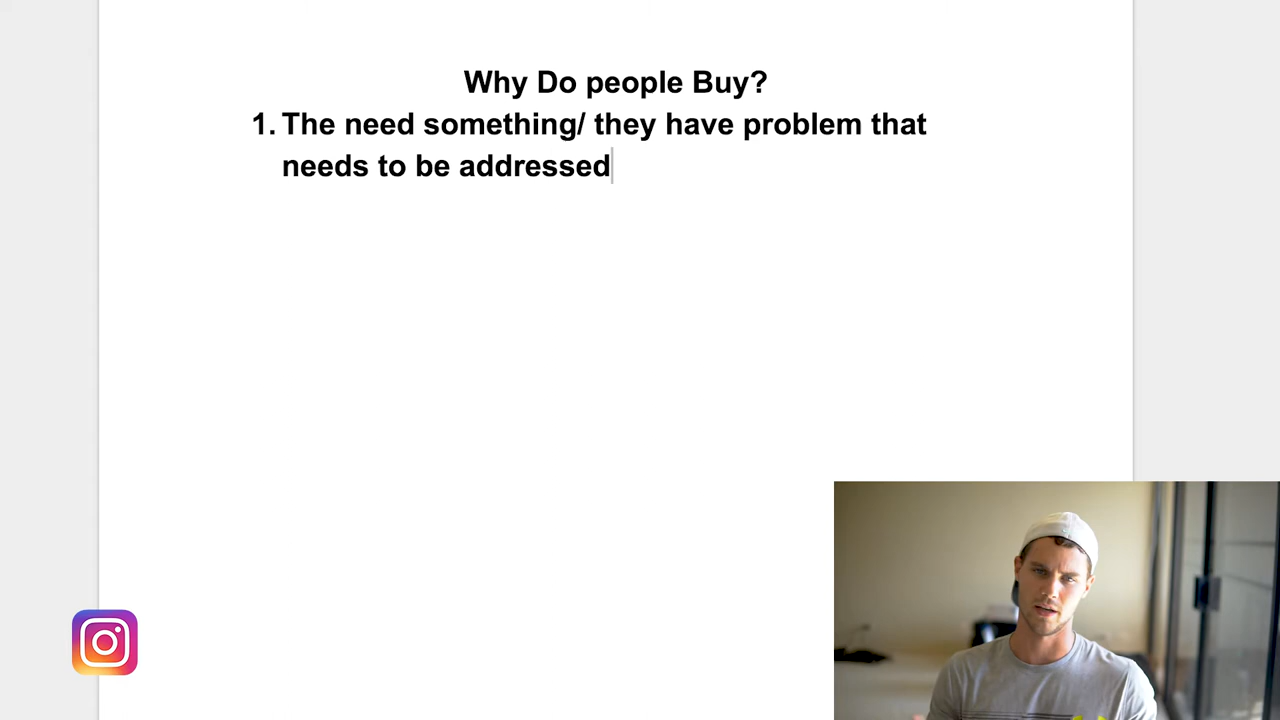 Why Do people Buy?
1. The need something/ they have problem that
needs to be addressed